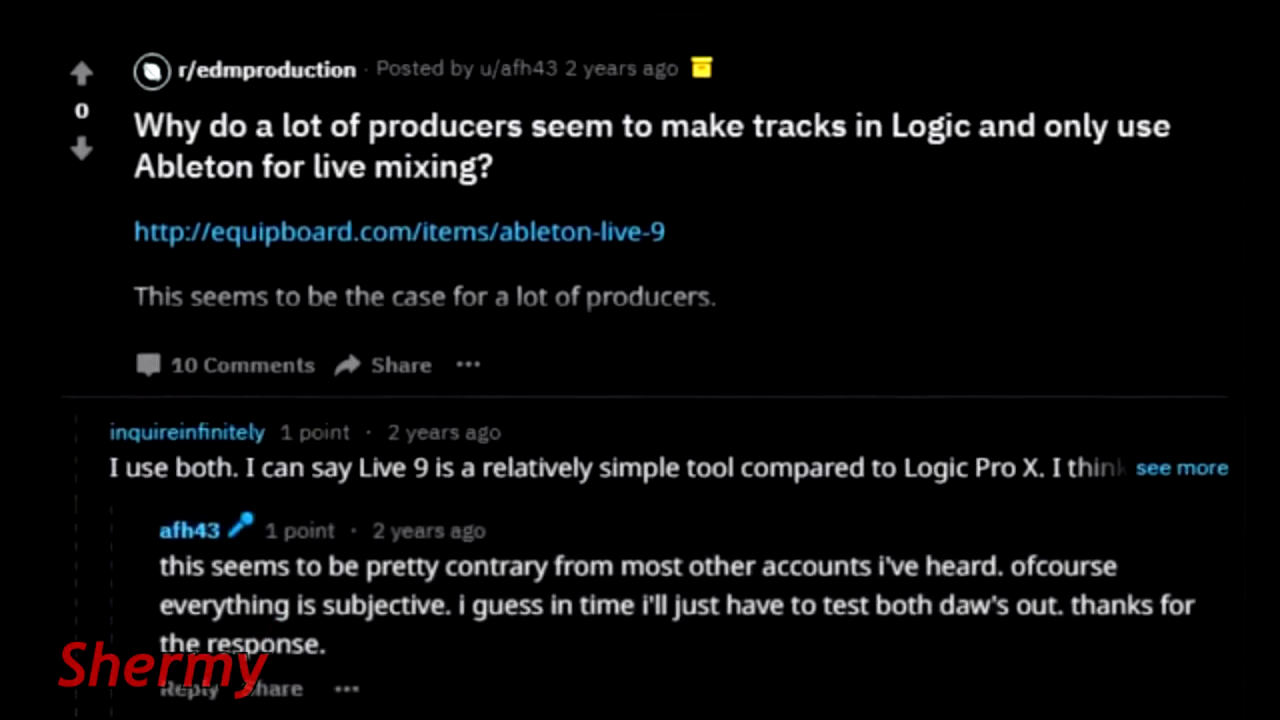 r/edmproduction · Posted by u/afh43 2 years ago
0
Why do a lot of producers seem to make tracks in Logic and only use
Ableton for live mixing?
http://equipboard.com/items/ableton-live-9
This seems to be the case for a lot of producers.
10 Comments Share ···
inquireinfinitely 1 point · 2 years ago
I use both. I can say Live 9 is a relatively simple tool compared to Logic Pro X. I think see more
afh43 1 point · 2 years ago
this seems to be pretty contrary from most other accounts i've heard. ofcourse
everything is subjective. i guess in time i'll just have to test both daw's out. thanks for
the response.
Shermy
Reply Share ···